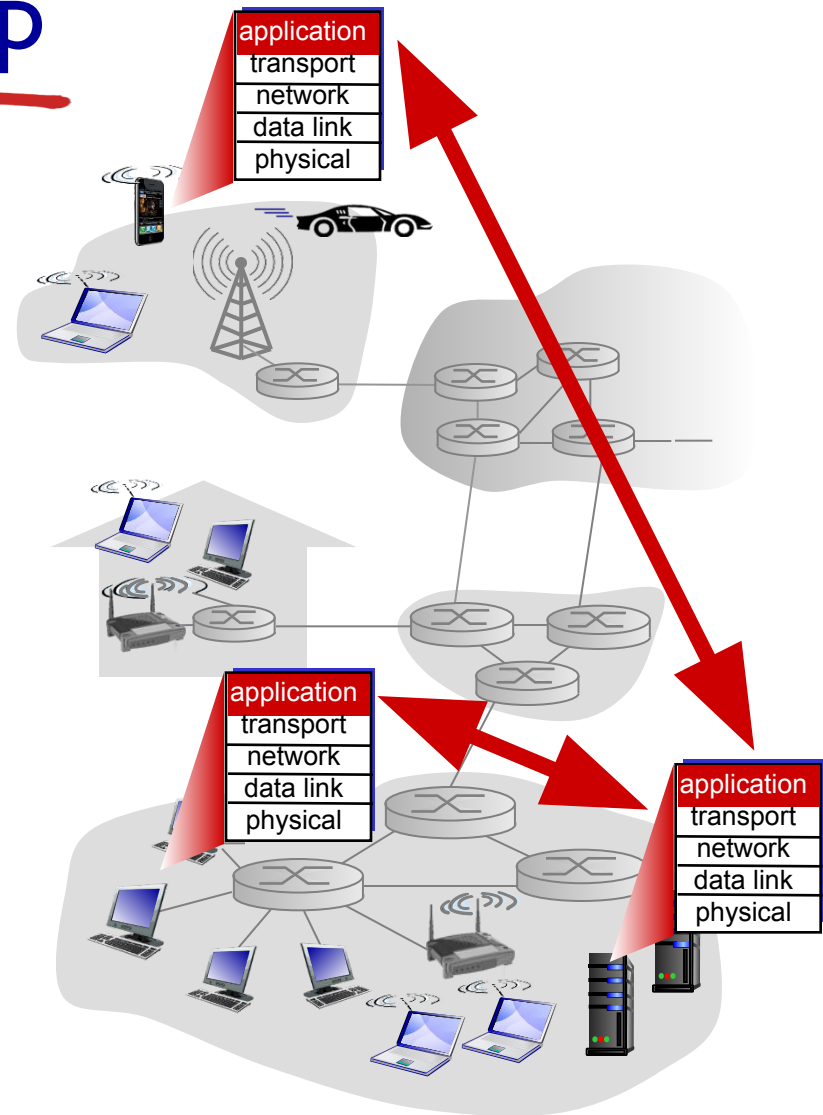 p
application
transport
network
data link
physical
application
transport
network
data link
physical
application
transport
network
data link
physical